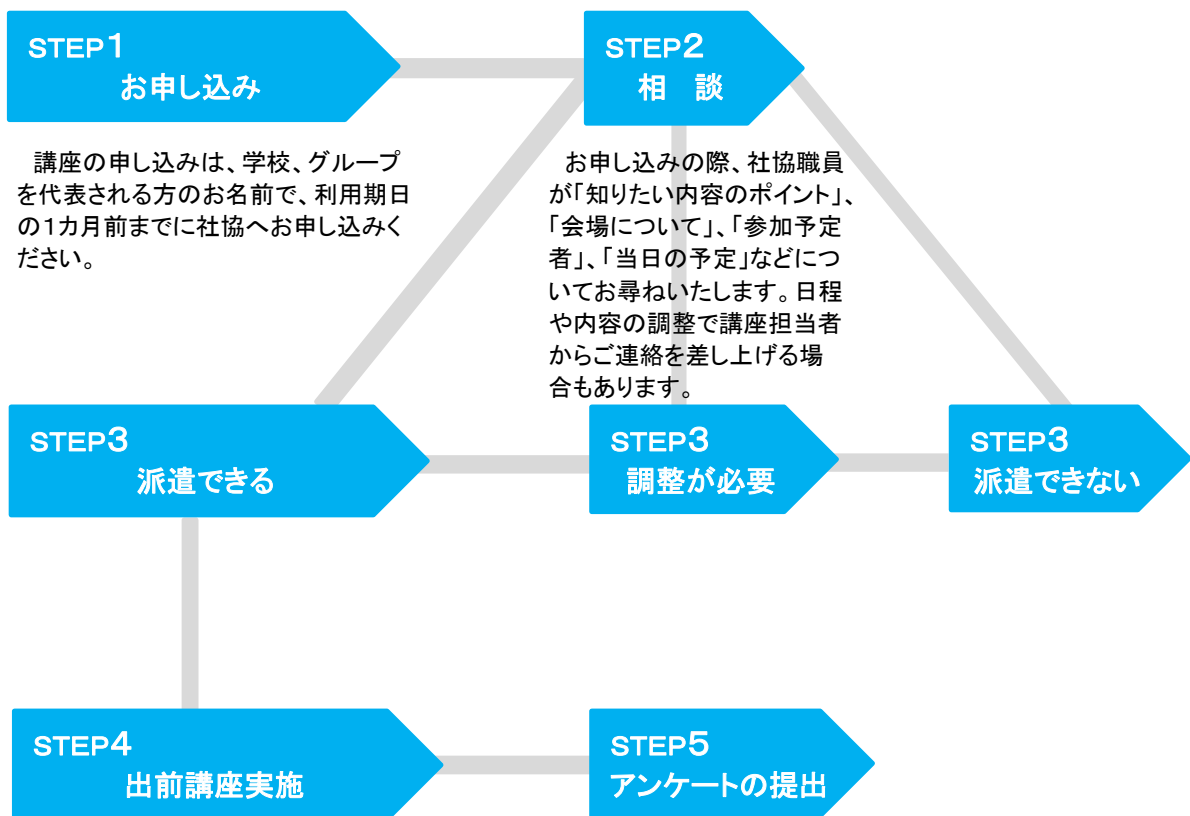 STEP1
お申し込み
講座の申し込みは、学校、グループ
を代表される方のお名前で、利用期日
の1カ月前までに社協へお申し込みく
ださい。
STEP2
相　談
お申し込みの際、社協職員
が「知りたい内容のポイント」、
「会場について」、「参加予定
者」、「当日の予定」などにつ
いてお尋ねいたします。日程
や内容の調整で講座担当者
からご連絡を差し上げる場
合もあります。
STEP3
派遣できる
STEP3
調整が必要
STEP3
派遣できない
STEP4
出前講座実施
STEP5
アンケートの提出